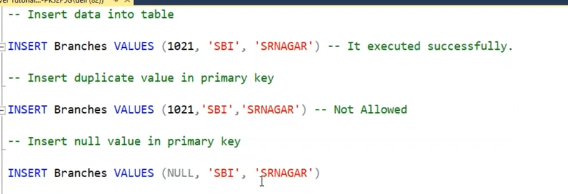 -- Insert data into table
INSERT Branches VALUES (1021, 'SBI', 'SRNAGAR') -- It executed successfully.
-- Insert duplicate value in primary key
INSERT Branches VALUES (1021,'SBI','SRNAGAR') -- Not Allowed
-- Insert null value in primary key
INSERT Branches VALUES (NULL, 'SBI', 'SRNAGAR')